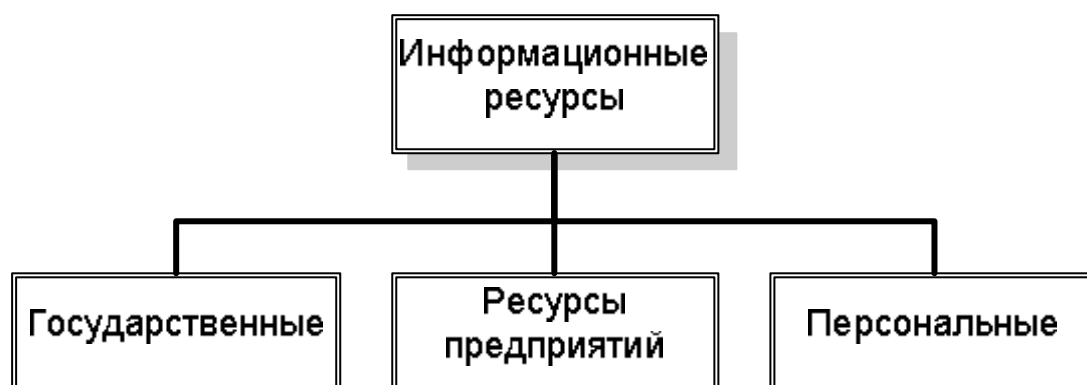 Информационные
ресурсы
Государственные
Ресурсы
предприятий
Персональные